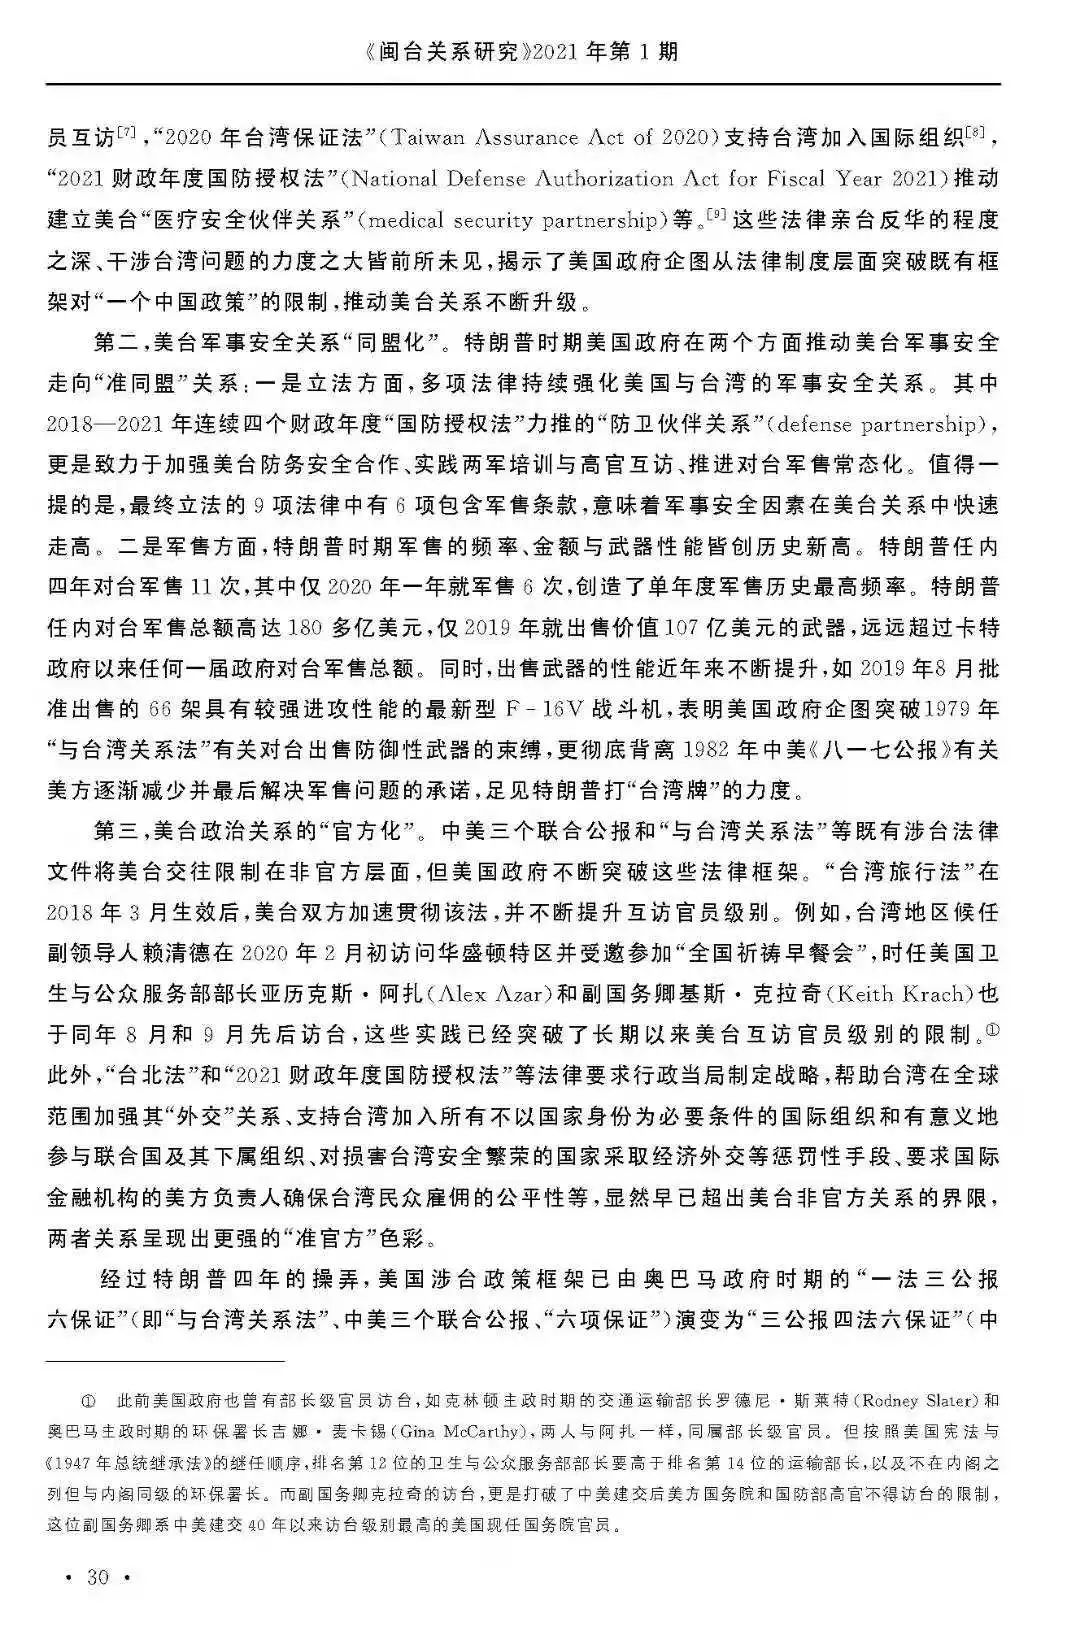 《闽台关系研究》2021 年第 1 期
员互访[7],“2020 年台湾保证法”(Taiwan Assurance Act of 2020)支持台湾加入国际组织[8],
“2021 财政年度国防授权法”(National Defense Authorization Act for Fiscal Year 2021)推动
建立美台“医疗安全伙伴关系”(medical security partnership)等。[9]这些法律亲台反华的程度
之深、干涉台湾问题的力度之大皆前所未见,揭示了美国政府企图从法律制度层面突破既有框
架对“一个中国政策”的限制,推动美台关系不断升级。
第二,美台军事安全关系“同盟化”。特朗普时期美国政府在两个方面推动美台军事安全
走向“准同盟”关系:一是立法方面,多项法律持续强化美国与台湾的军事安全关系。其中
2018—2021 年连续四个财政年度“国防授权法”力推的“防卫伙伴关系”(defense partnership),
更是致力于加强美台防务安全合作、实践两军培训与高官互访、推进对台军售常态化。值得一
提的是,最终立法的 9 项法律中有 6 项包含军售条款,意味着军事安全因素在美台关系中快速
走高。二是军售方面,特朗普时期军售的频率、金额与武器性能皆创历史新高。特朗普任内
四年对台军售 11 次,其中仅 2020 年一年就军售 6 次,创造了单年度军售历史最高频率。特朗普
任内对台军售总额高达 180 多亿美元,仅 2019 年就出售价值 107 亿美元的武器,远远超过卡特
政府以来任何一届政府对台军售总额。同时,出售武器的性能近年来不断提升,如 2019 年8 月批
准出售的 66 架具有较强进攻性能的最新型 F-16V 战斗机,表明美国政府企图突破1979 年
“与台湾关系法”有关对台出售防御性武器的束缚,更彻底背离 1982 年中美《八一七公报》有关
美方逐渐减少并最后解决军售问题的承诺,足见特朗普打“台湾牌”的力度。
第三,美台政治关系的“官方化”。中美三个联合公报和“与台湾关系法”等既有涉台法律
文件将美台交往限制在非官方层面,但美国政府不断突破这些法律框架。“台湾旅行法”在
2018 年 3 月生效后,美台双方加速贯彻该法,并不断提升互访官员级别。例如,台湾地区候任
副领导人赖清德在 2020 年 2 月初访问华盛顿特区并受邀参加“全国祈祷早餐会”,时任美国卫
生与公众服务部部长亚历克斯·阿扎(Alex Azar)和副国务卿基斯·克拉奇(Keith Krach)也
于同年 8 月和 9 月先后访台,这些实践已经突破了长期以来美台互访官员级别的限制。①
此外,“台北法”和“2021 财政年度国防授权法”等法律要求行政当局制定战略,帮助台湾在全球
范围加强其“外交”关系、支持台湾加入所有不以国家身份为必要条件的国际组织和有意义地
参与联合国及其下属组织、对损害台湾安全繁荣的国家采取经济外交等惩罚性手段、要求国际
金融机构的美方负责人确保台湾民众雇佣的公平性等,显然早已超出美台非官方关系的界限,
两者关系呈现出更强的“准官方”色彩。
经过特朗普四年的操弄,美国涉台政策框架已由奥巴马政府时期的“一法三公报
六保证”(即“与台湾关系法”、中美三个联合公报、“六项保证”)演变为“三公报四法六保证”(中
① 此前美国政府也曾有部长级官员访台,如克林顿主政时期的交通运输部长罗德尼·斯莱特(Rodney Slater)和
奥巴马主政时期的环保署长吉娜·麦卡锡(Gina McCarthy),两人与阿扎一样,同属部长级官员。但按照美国宪法与
《1947 年总统继承法》的继任顺序,排名第 12 位的卫生与公众服务部部长要高于排名第 14 位的运输部长,以及不在内阁之
列但与内阁同级的环保署长。而副国务卿克拉奇的访台,更是打破了中美建交后美方国务院和国防部高官不得访台的限制,
这位副国务卿系中美建交 40 年以来访台级别最高的美国现任国务院官员。
· 30 ·